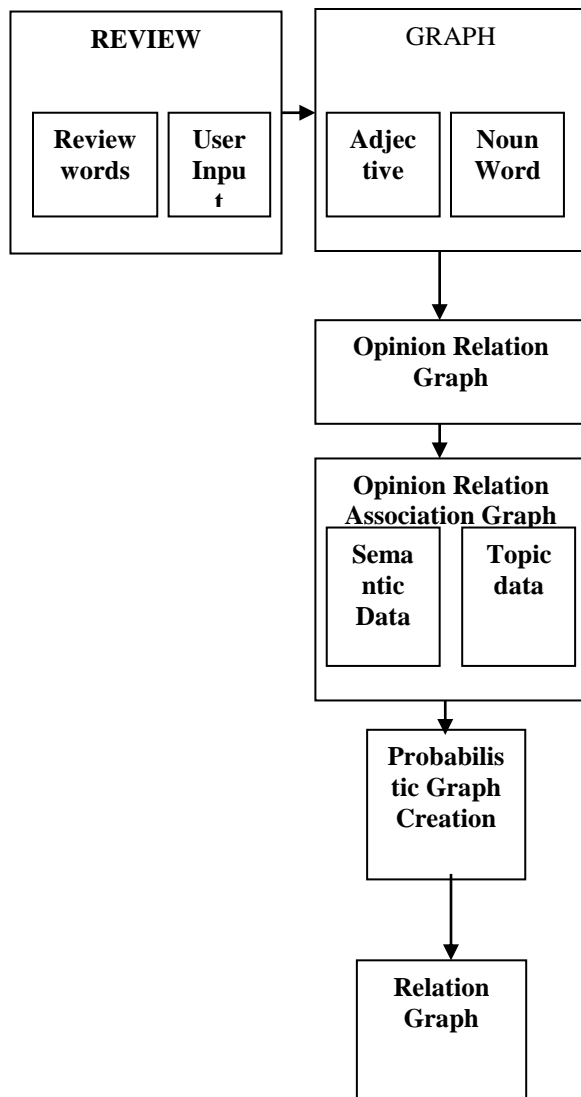 REVIEW
GRAPH
Review
words
User
Inpu
t
Adjec
tive
Noun
Word
Opinion Relation
Graph
Opinion Relation
Association Graph
Sema
ntic
Data
Topic
data
Probabilis
tic Graph
Creation
Relation
Graph